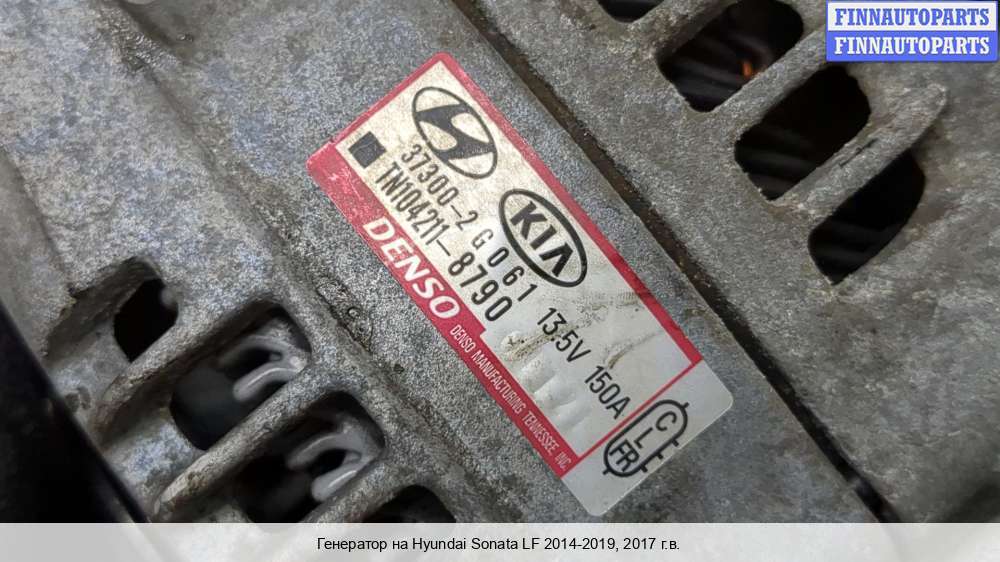 FINNAUTOPARTS
FINNAUTOPARTS
37300-2G061 13.5V 150A
TN104211-8790
KIA
DENSO
DENSO MANUFACTURING TENNESSEE, INC.
C
L
FR
Генератор на Hyundai Sonata LF 2014-2019, 2017 г.в.